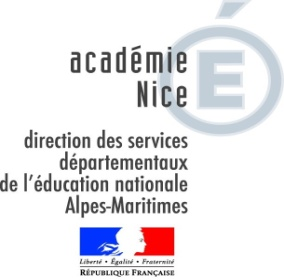 académie
Nice
É
direction des services
départementaux
de l'éducation nationale
Alpes-Maritimes
Liberté • Égalité • Fraternité
RÉPUBLIQUE FRANÇAISE